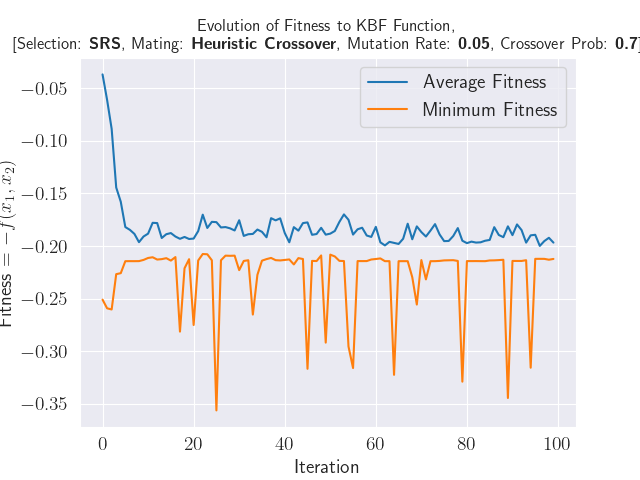 Evolution of Fitness to KBF Function,
[Selection: SRS, Mating: Heuristic Crossover, Mutation Rate: 0.05, Crossover Prob: 0.7]
Average Fitness
Minimum Fitness
Fitness = −f(x₁, x₂)
−0.05
−0.10
−0.15
−0.20
−0.25
−0.30
−0.35
0 20 40 60 80 100
Iteration